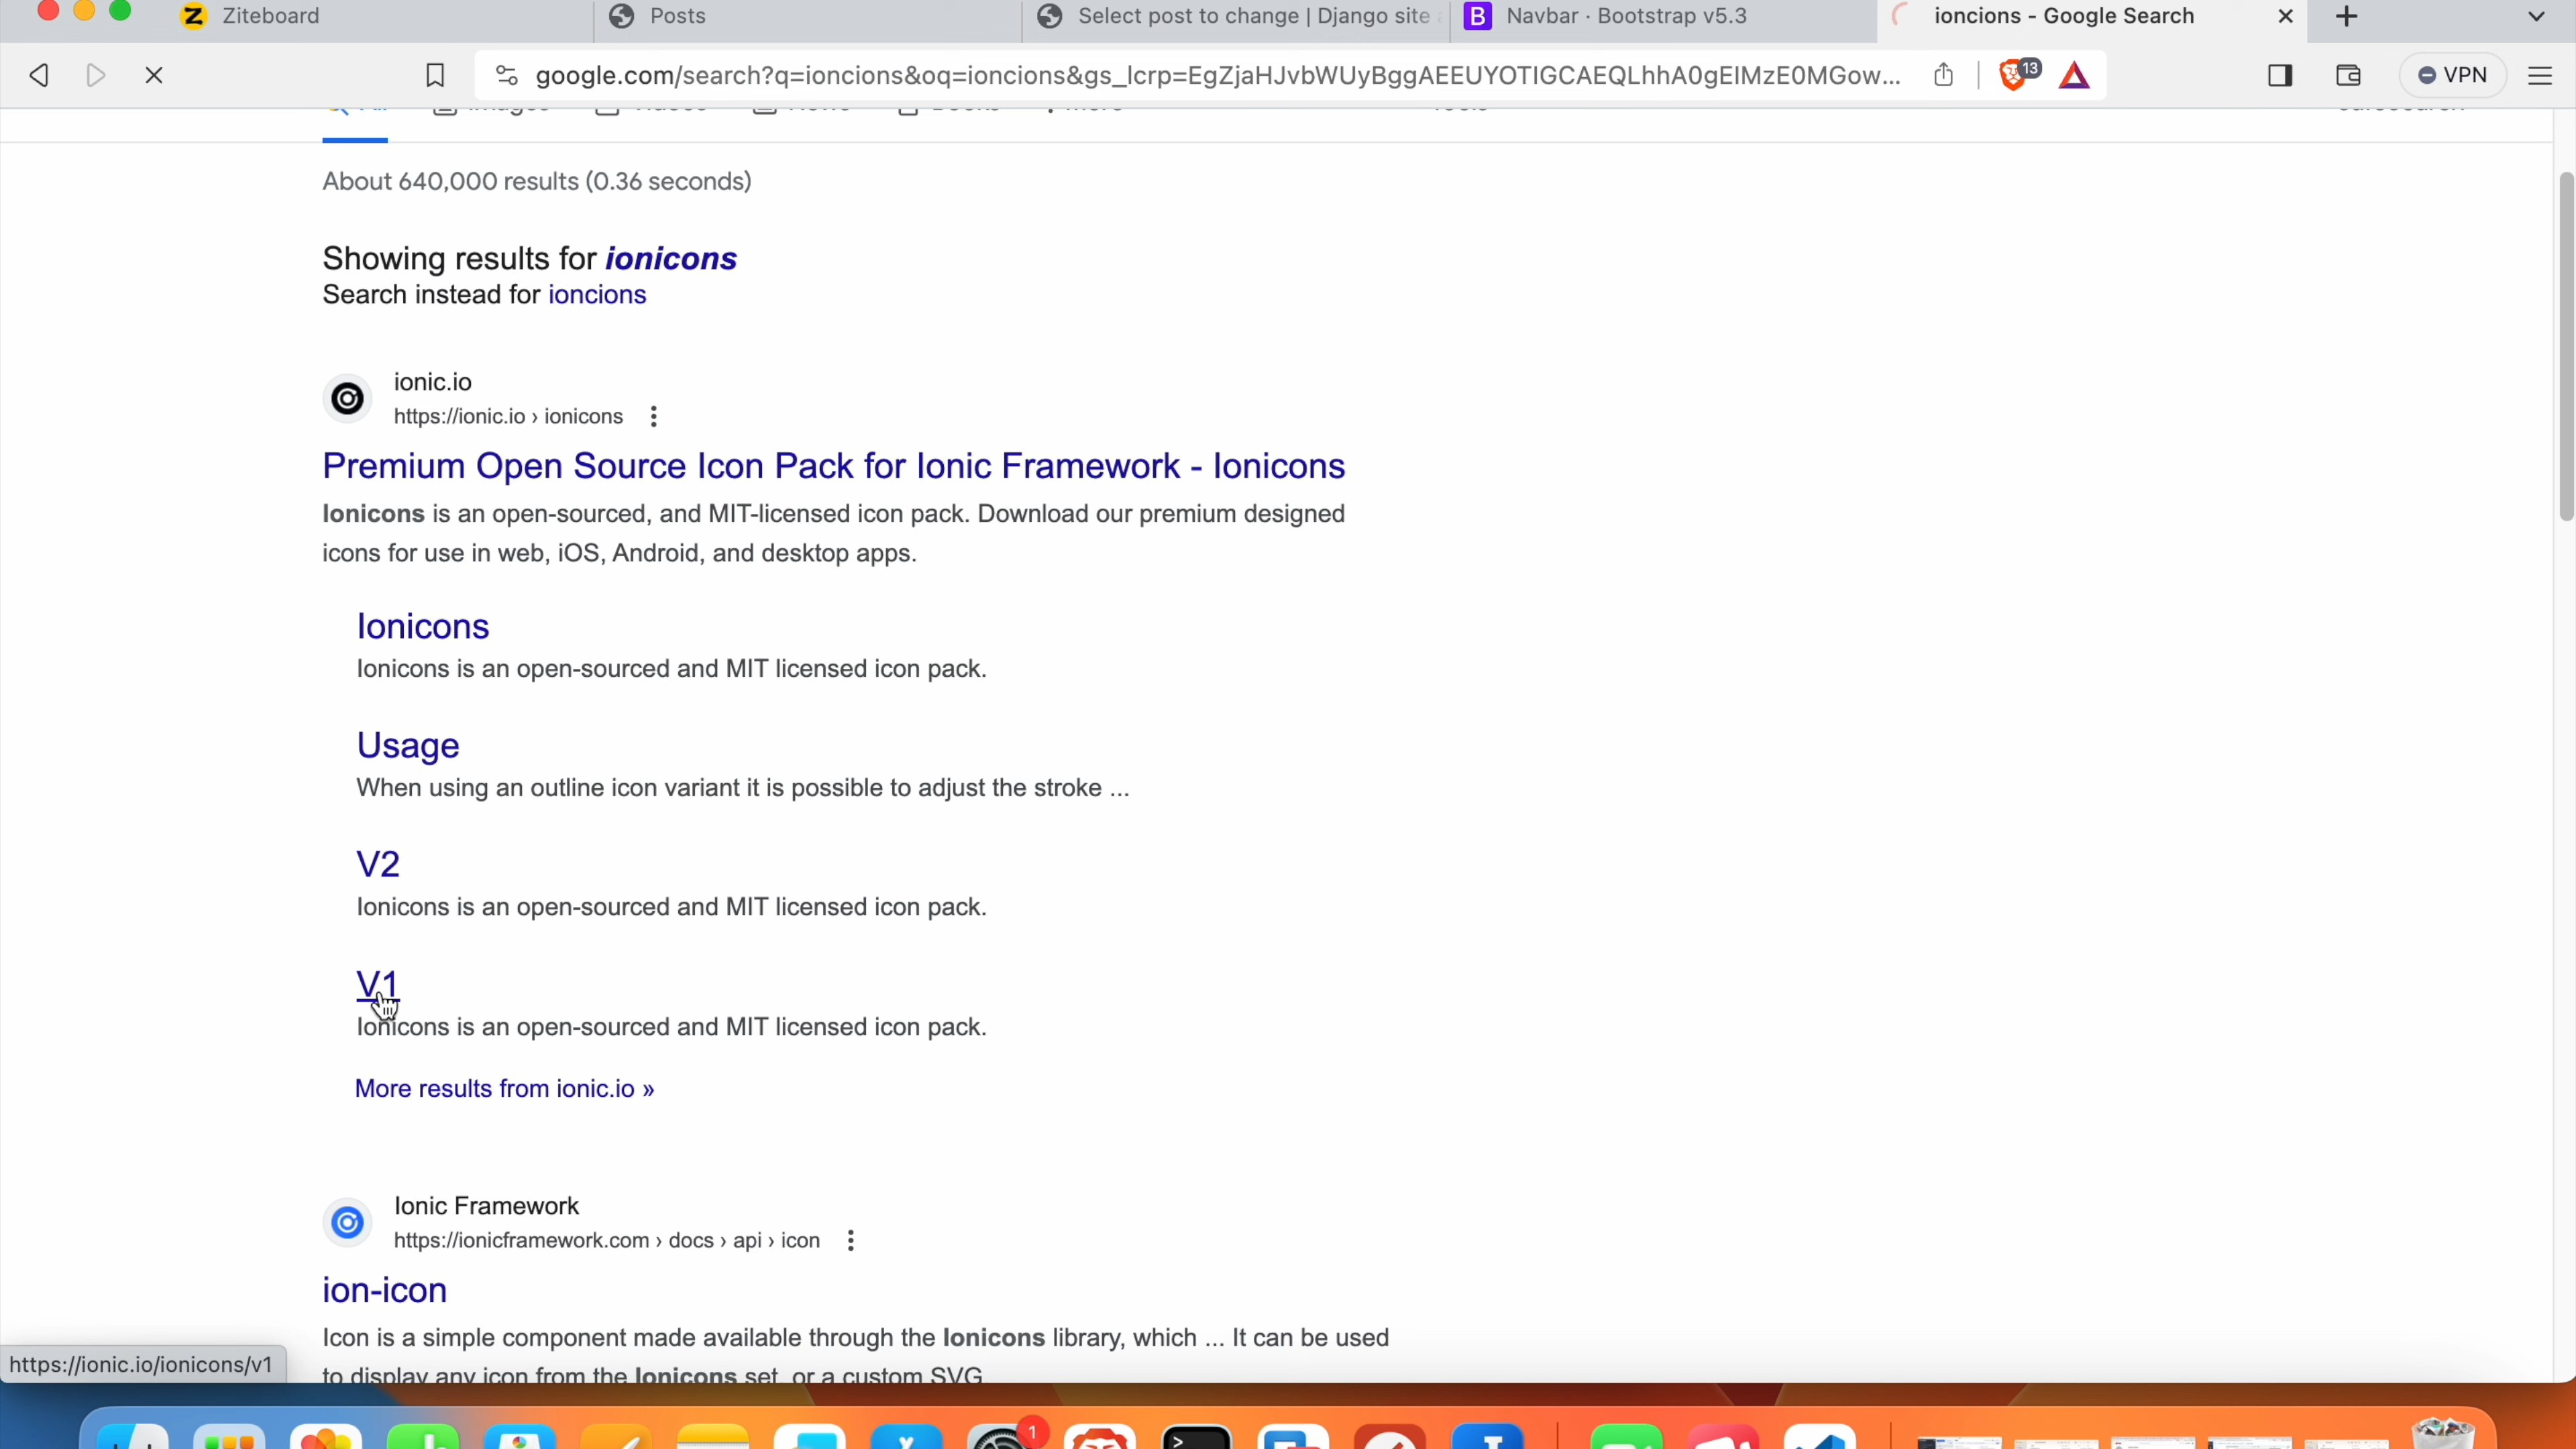 Ziteboard
Posts
Select post to change | Django site
Navbar · Bootstrap v5.3
ioncions - Google Search
google.com/search?q=ioncions&oq=ioncions&gs_lcrp=EgZjaHJvbWUyBggAEEUYOTIGCAEQLhhA0gEIMzE0MGow...
13
VPN
About 640,000 results (0.36 seconds)
Showing results for ionicons
Search instead for ioncions
ionic.io
https://ionic.io › ionicons
Premium Open Source Icon Pack for Ionic Framework - Ionicons
Ionicons is an open-sourced, and MIT-licensed icon pack. Download our premium designed
icons for use in web, iOS, Android, and desktop apps.
Ionicons
Ionicons is an open-sourced and MIT licensed icon pack.
Usage
When using an outline icon variant it is possible to adjust the stroke ...
V2
Ionicons is an open-sourced and MIT licensed icon pack.
V1
Ionicons is an open-sourced and MIT licensed icon pack.
More results from ionic.io »
Ionic Framework
https://ionicframework.com › docs › api › icon
ion-icon
Icon is a simple component made available through the Ionicons library, which ... It can be used
to display any icon from the Ionicons set, or a custom SVG
https://ionic.io/ionicons/v1
1